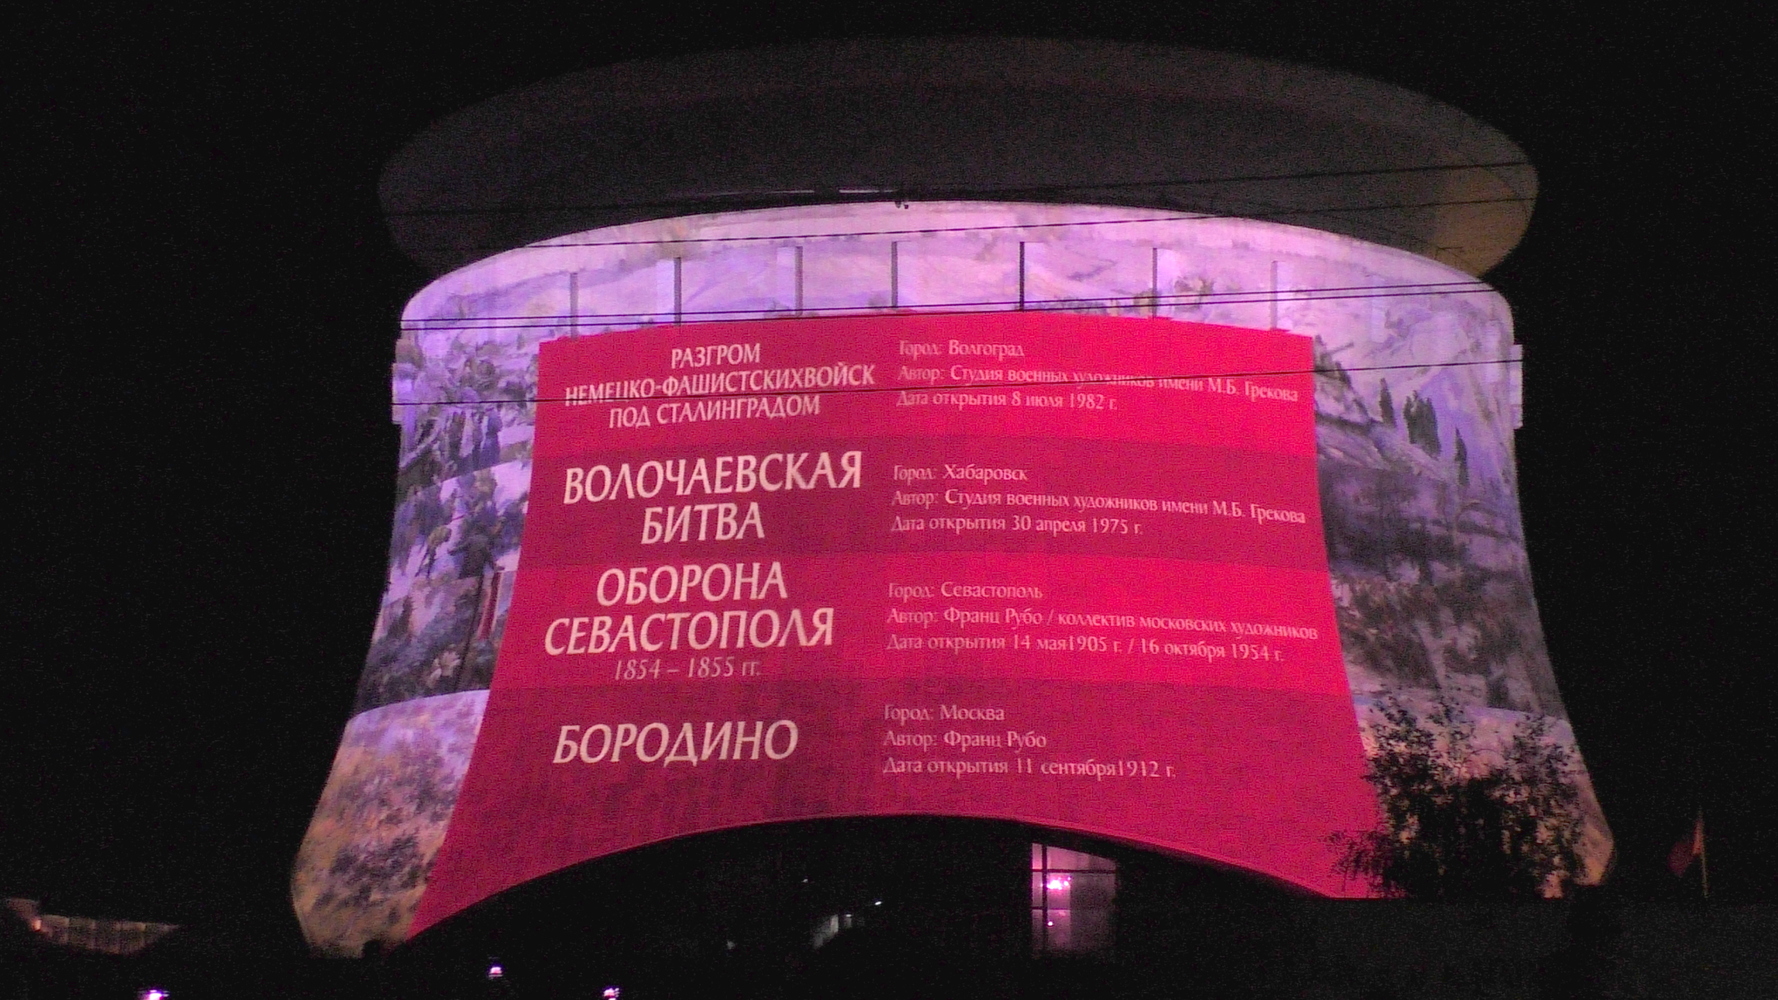 РАЗГРОМ
НЕМЕЦКО-ФАШИСТСКИХВОЙСК
ПОД СТАЛИНГРАДОМ
Город: Волгоград
Автор: Студия военных художников имени М.Б. Грекова
Дата открытия 8 июля 1982 г.
ВОЛОЧАЕВСКАЯ
БИТВА
Город: Хабаровск
Автор: Студия военных художников имени М.Б. Грекова
Дата открытия 30 апреля 1975 г.
ОБОРОНА
СЕВАСТОПОЛЯ
1854 – 1855 гг.
Город: Севастополь
Автор: Франц Рубо / коллектив московских художников
Дата открытия 14 мая1905 г. / 16 октября 1954 г.
БОРОДИНО
Город: Москва
Автор: Франц Рубо
Дата открытия 11 сентября1912 г.